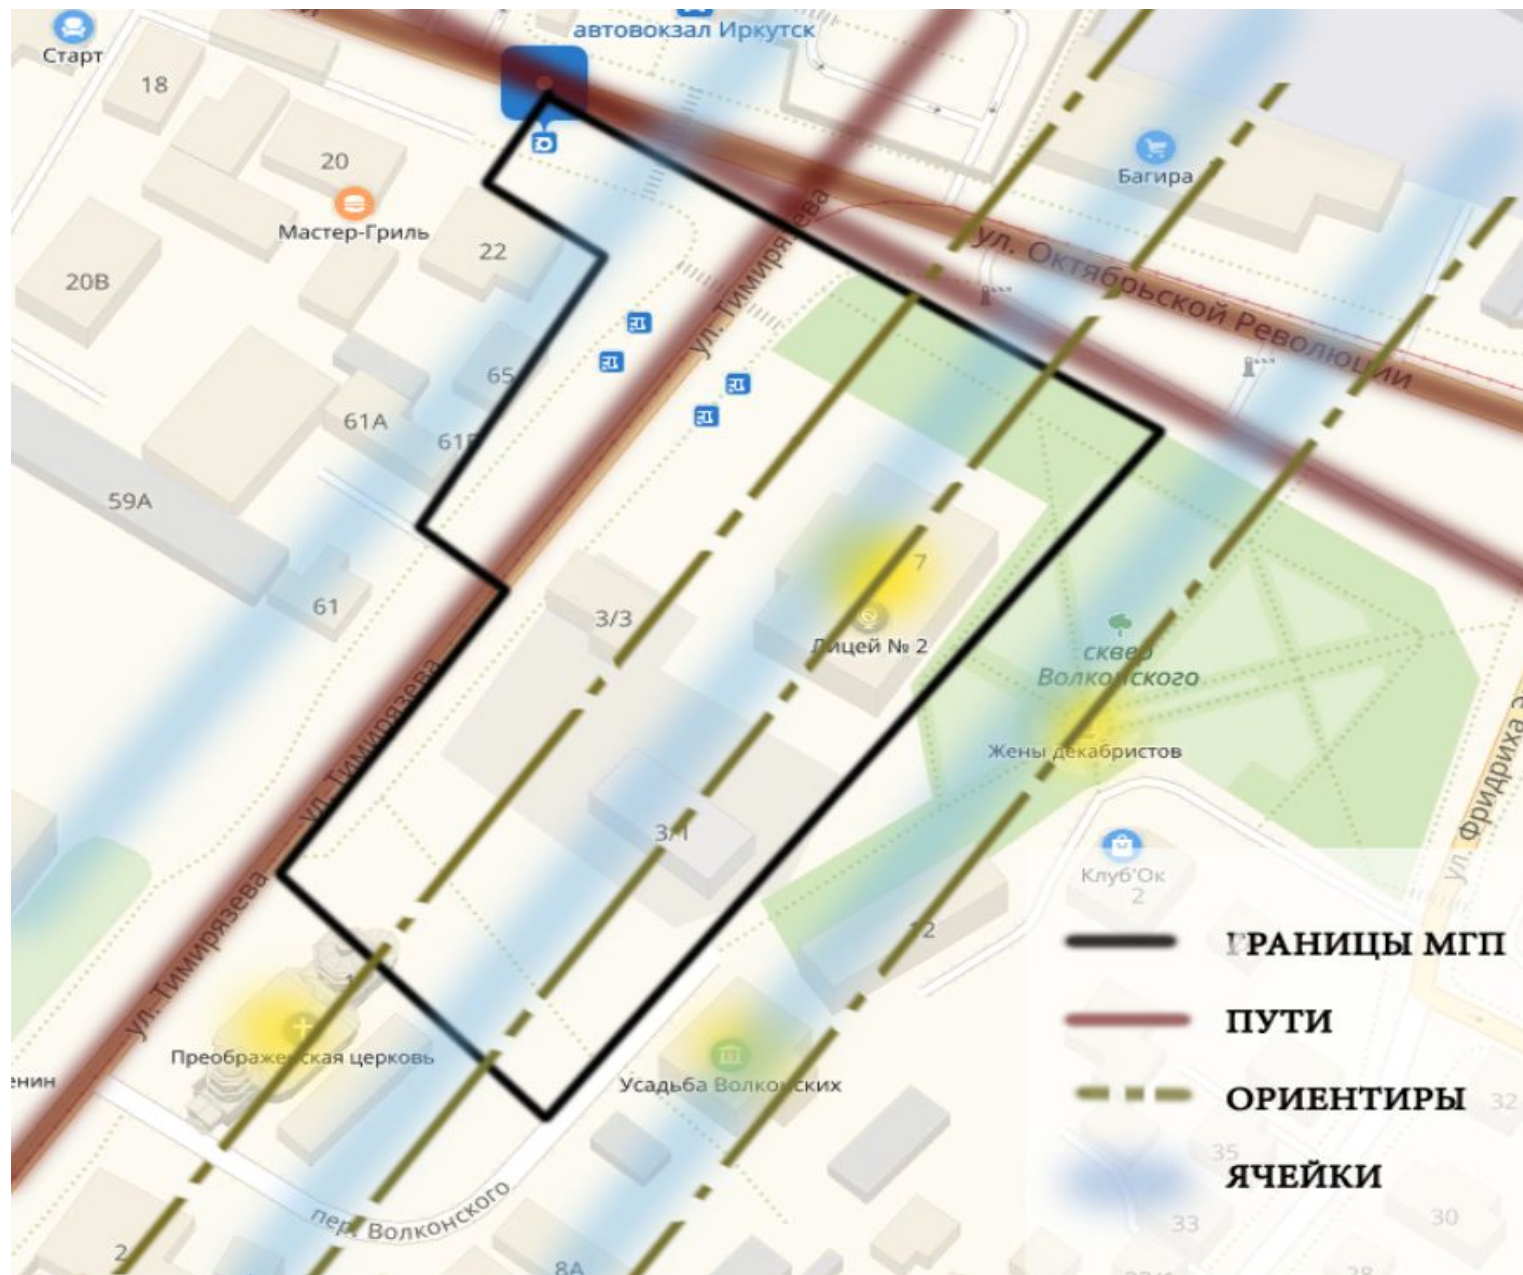 автовокзал Иркутск
Старт
18
20
Багира
Мастер-Гриль
22
20В
ул. Тимирязева
ул. Октябрьской Революции
65
61А
59А
7
61
3/3
Лицей № 2
сквер
Волконского
Жены декабристов
ул. Тимирязева
3/1
Клуб'Ок
2
ул. Тимирязева
12
ГРАНИЦЫ МГП
ПУТИ
Преображенская церковь
Усадьба Волконских
ОРИЕНТИРЫ
32
35
ЯЧЕЙКИ
пер. Волконского
33
30
2
8А